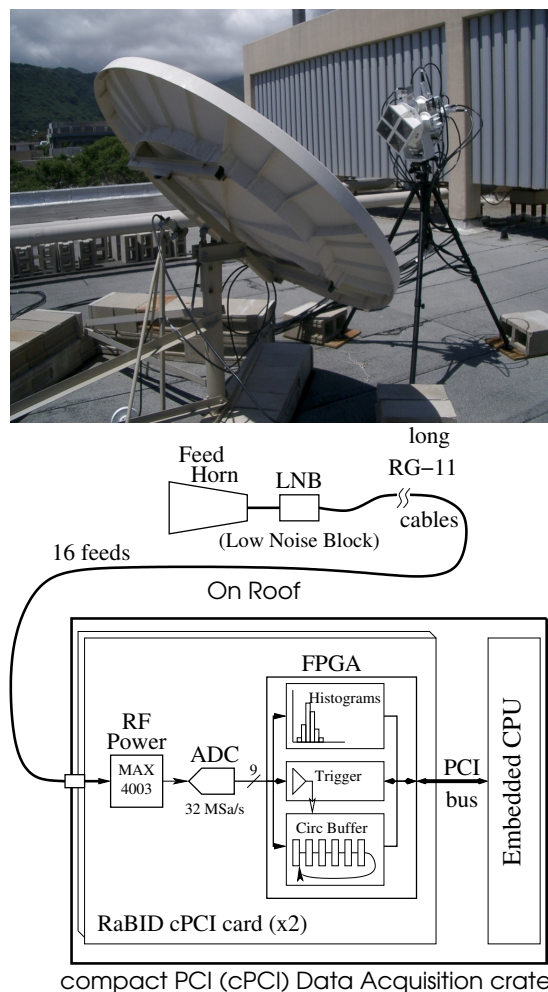 long
Feed
Horn
LNB
RG−11
cables
(Low Noise Block)
16 feeds
On Roof
FPGA
Histograms
RF
Power
ADC
9
MAX
4003
Trigger
PCI
bus
32 MSa/s
Circ Buffer
Embedded CPU
RaBID cPCI card (x2)
compact PCI (cPCI) Data Acquisition crate